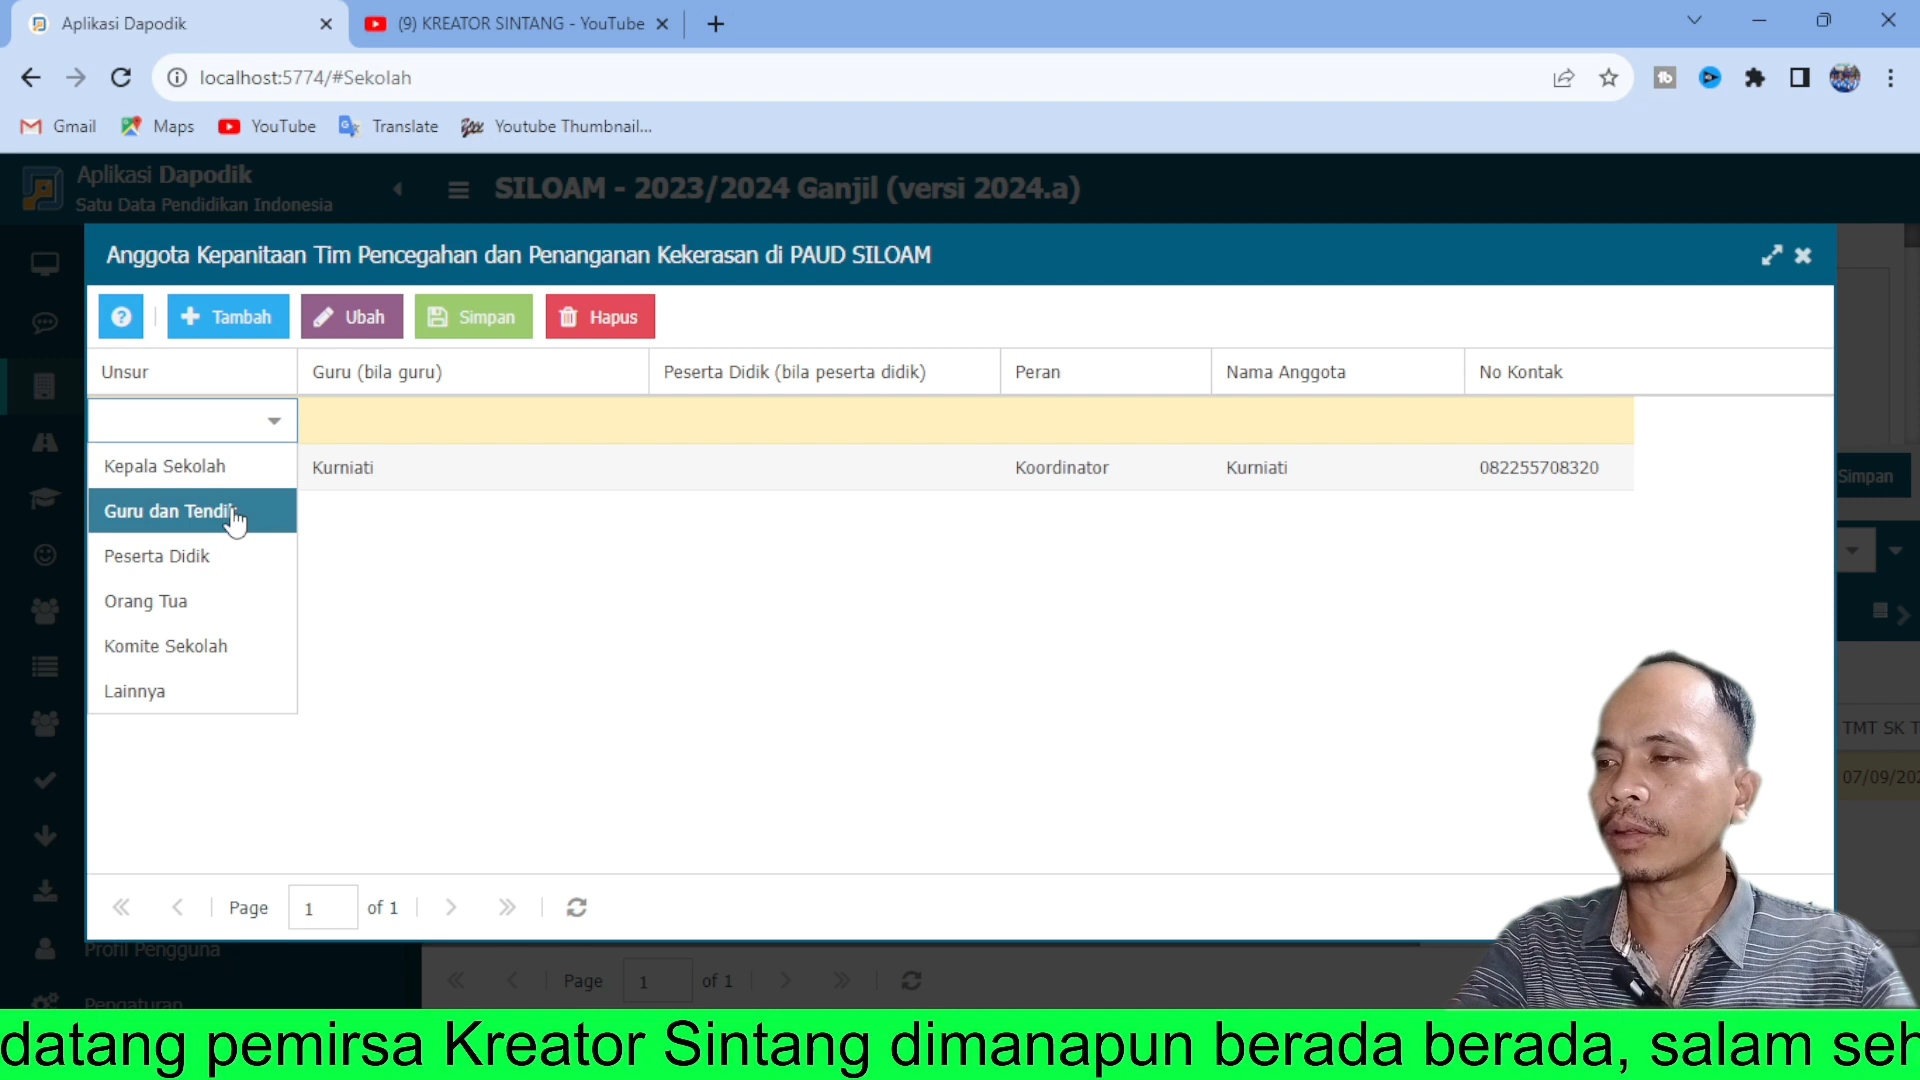 Aplikasi Dapodik
(9) KREATOR SINTANG - YouTube
localhost:5774/#Sekolah
Gmail
Maps
YouTube
Translate
Youtube Thumbnail...
Aplikasi Dapodik
Satu Data Pendidikan Indonesia
SILOAM - 2023/2024 Ganjil (versi 2024.a)
Anggota Kepanitaan Tim Pencegahan dan Penanganan Kekerasan di PAUD SILOAM
Tambah
Ubah
Simpan
Hapus
Unsur
Guru (bila guru)
Peserta Didik (bila peserta didik)
Peran
Nama Anggota
No Kontak
Kepala Sekolah
Kurniati
Koordinator
Kurniati
082255708320
Simpan
Guru dan Tendik
Peserta Didik
Orang Tua
Komite Sekolah
Lainnya
TMT SK T
07/09/202
Page 1 of 1
Profil Pengguna
Page 1 of 1
Pengaturan
datang pemirsa Kreator Sintang dimanapun berada berada, salam seh